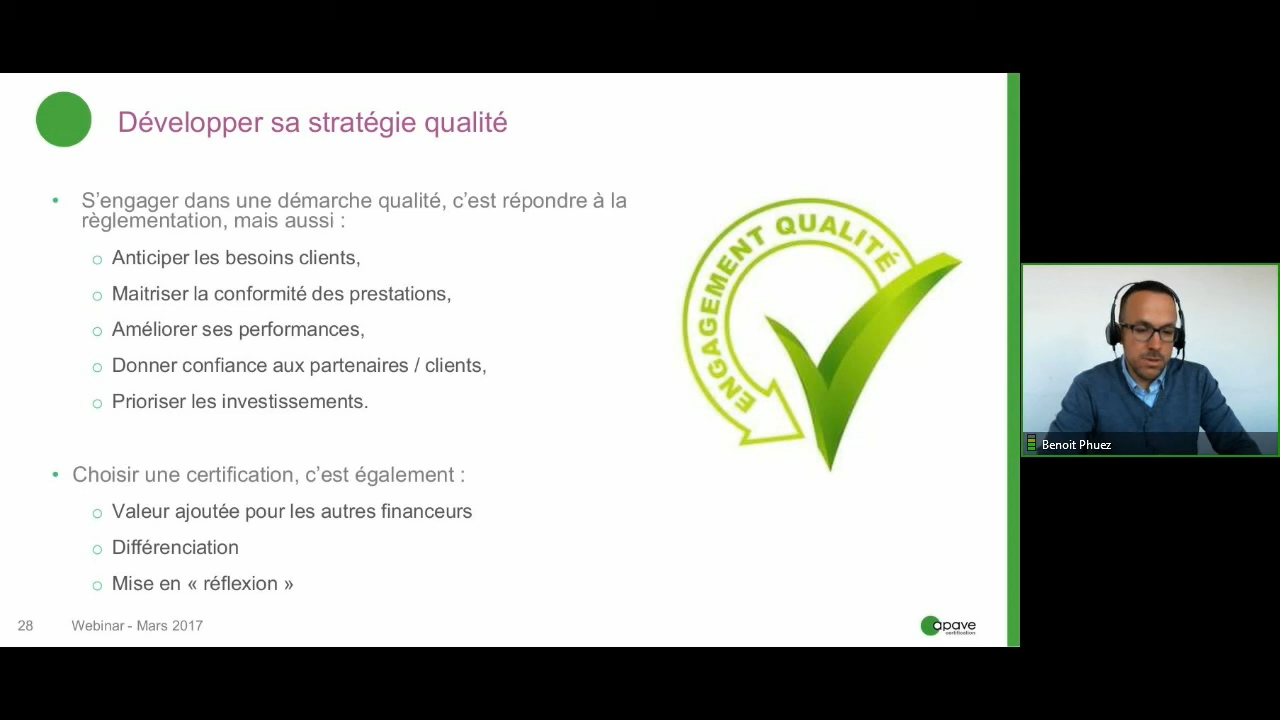 Développer sa stratégie qualité
• S’engager dans une démarche qualité, c’est répondre à la
règlementation, mais aussi :
o Anticiper les besoins clients,
o Maitriser la conformité des prestations,
o Améliorer ses performances,
o Donner confiance aux partenaires / clients,
o Prioriser les investissements.
ENGAGEMENT QUALITÉ
• Choisir une certification, c’est également :
o Valeur ajoutée pour les autres financeurs
o Différenciation
o Mise en « réflexion »
28 Webinar - Mars 2017
apave
certification
Benoit Phuez